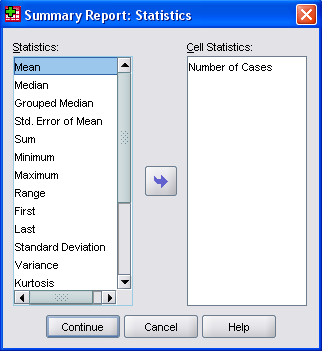 Summary Report: Statistics
Statistics:
Mean
Median
Grouped Median
Std. Error of Mean
Sum
Minimum
Maximum
Range
First
Last
Standard Deviation
Variance
Kurtosis
Cell Statistics:
Number of Cases
Continue
Cancel
Help